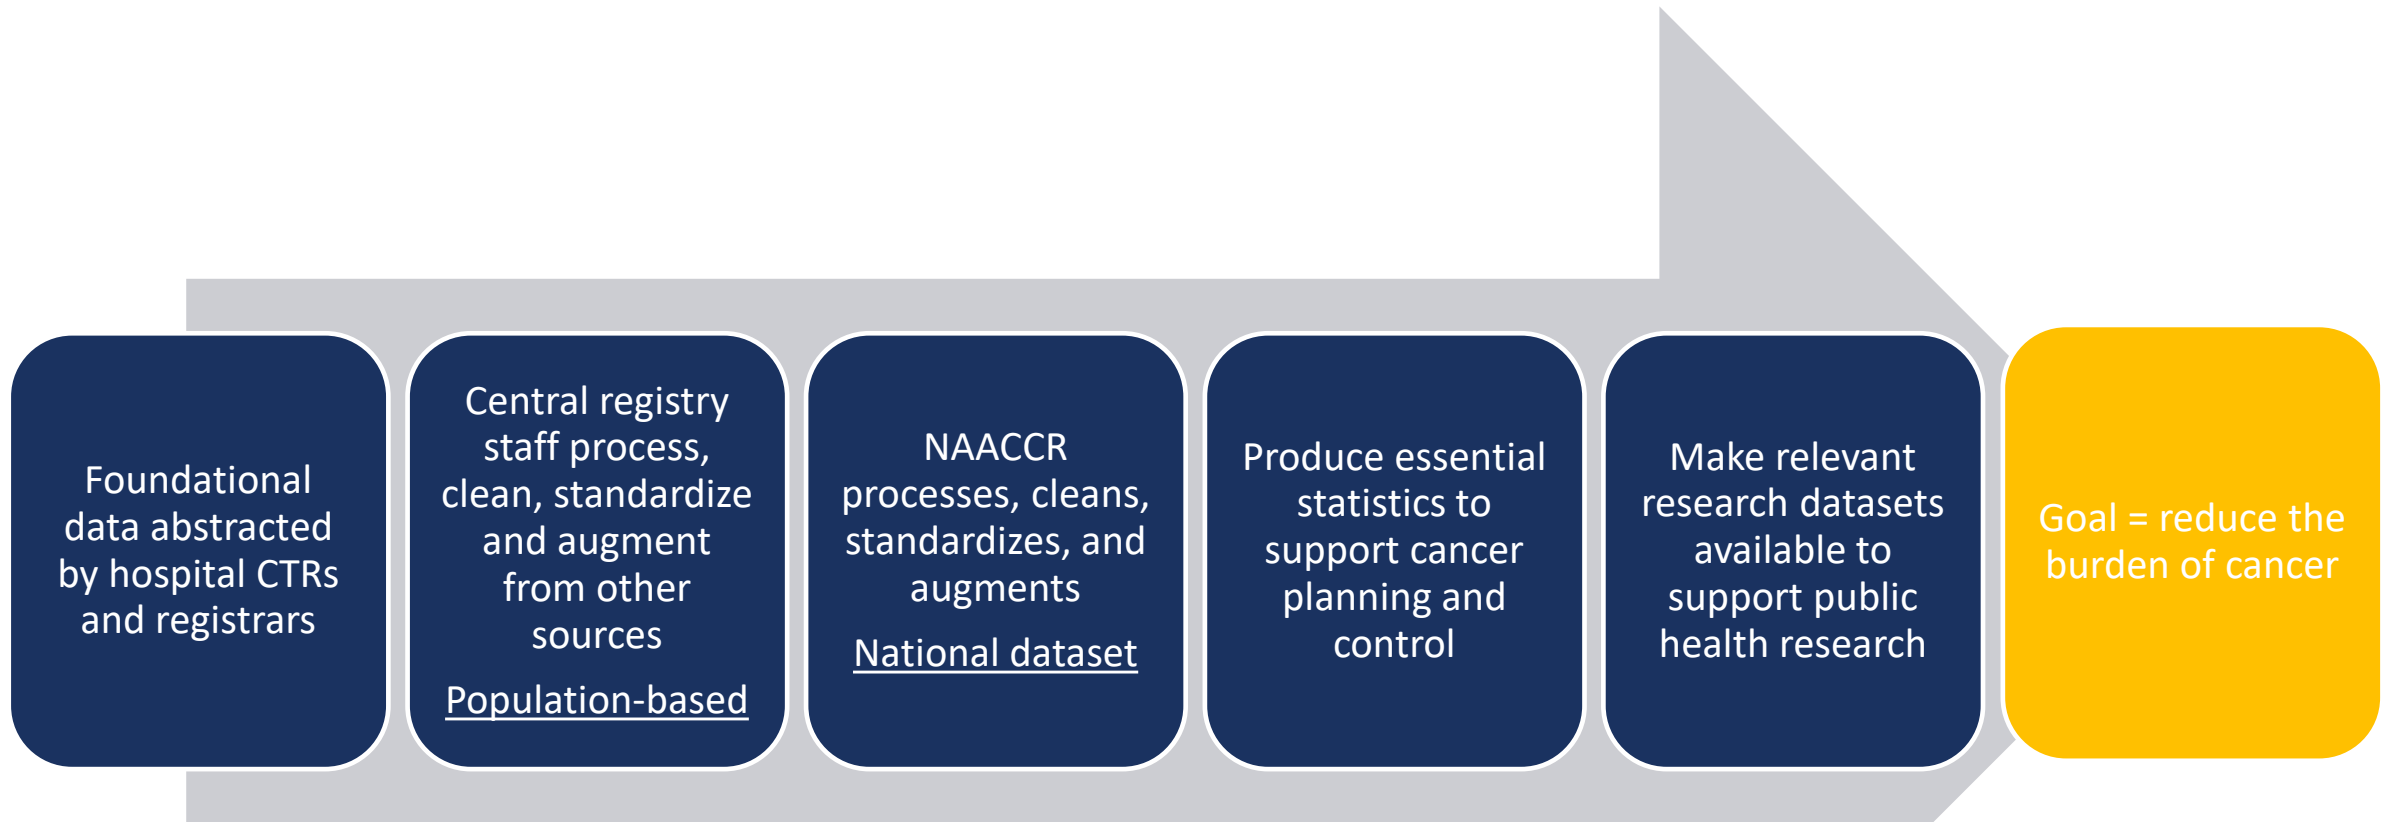 Foundational
data abstracted
by hospital CTRs
and registrars
Central registry
staff process,
clean, standardize
and augment
from other
sources
Population-based
NAACCR
processes, cleans,
standardizes, and
augments
National dataset
Produce essential
statistics to
support cancer
planning and
control
Make relevant
research datasets
available to
support public
health research
Goal = reduce the
burden of cancer